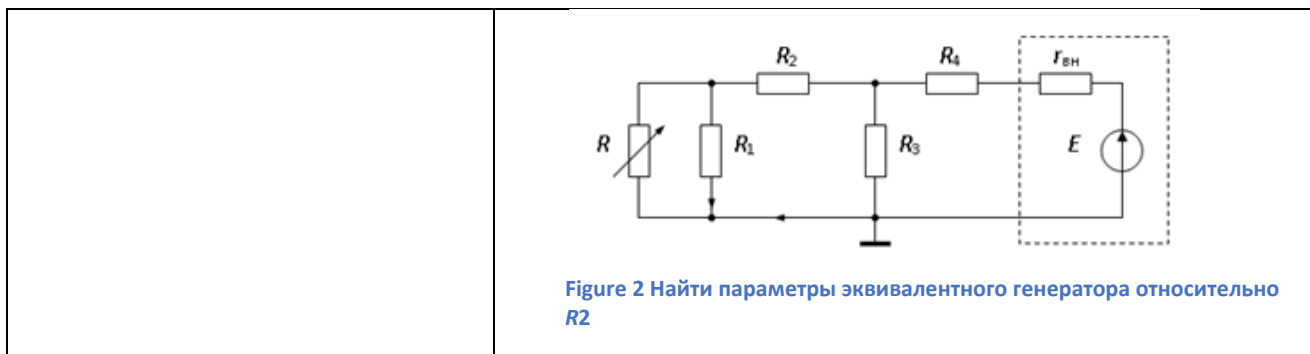 R₂ R₄ rвн
R R₁ R₃ E
Figure 2 Найти параметры эквивалентного генератора относительно
R2